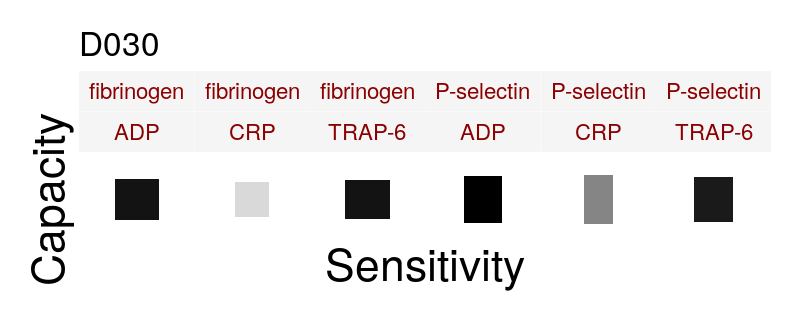 D030
fibrinogen fibrinogen fibrinogen P-selectin P-selectin P-selectin
ADP CRP TRAP-6 ADP CRP TRAP-6
Capacity
Sensitivity